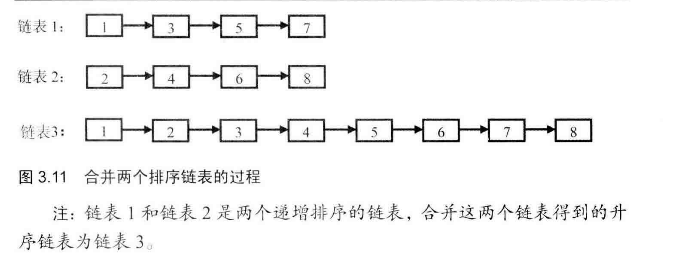 链表1： 1 3 5 7
链表2： 2 4 6 8
链表3： 1 2 3 4 5 6 7 8
图 3.11 合并两个排序链表的过程
注：链表 1 和链表 2 是两个递增排序的链表，合并这两个链表得到的升
序链表为链表 3。